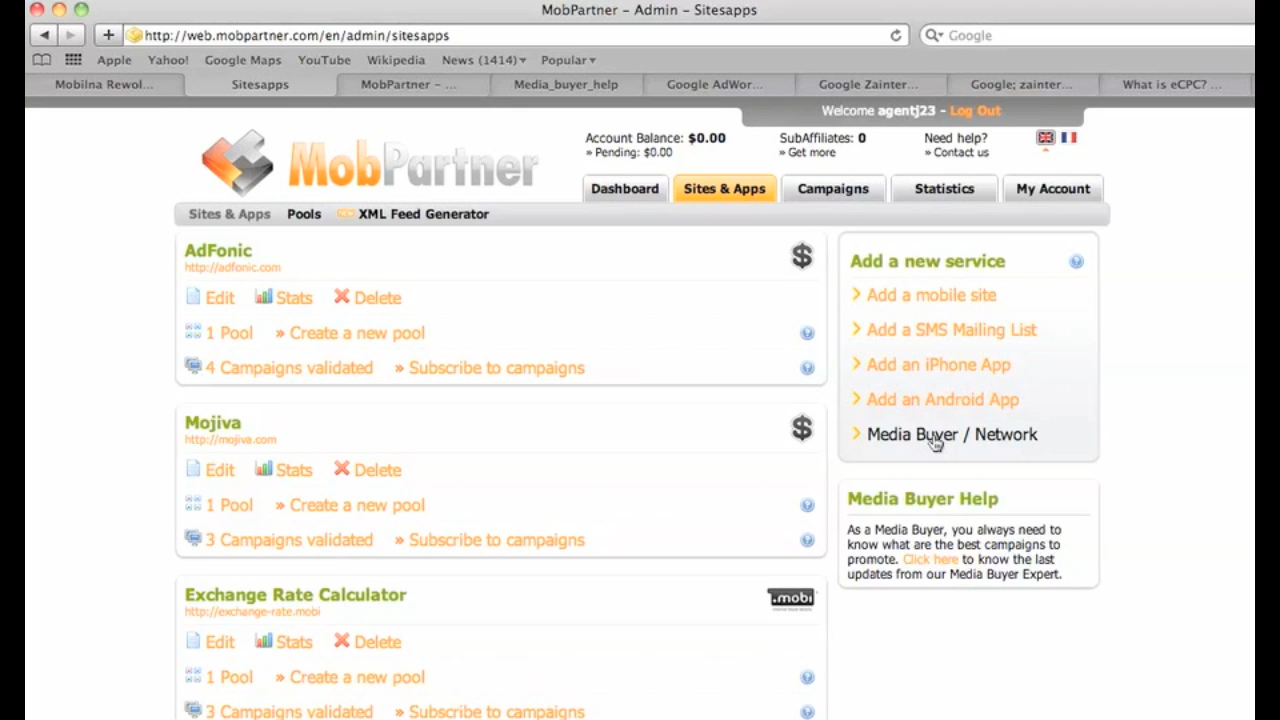 MobPartner – Admin – Sitesapps
http://web.mobpartner.com/en/admin/sitesapps
Google
Apple Yahoo! Google Maps YouTube Wikipedia News (1414) Popular
Mobilna Rewol... Sitesapps MobPartner – ... Media_buyer_help Google AdWor... Google Zainter... Google; zainter... What is eCPC? ...
Welcome agentj23 – Log Out
MobPartner
Account Balance: $0.00 SubAffiliates: 0 Need help?
» Pending: $0.00 » Get more » Contact us
Dashboard Sites & Apps Campaigns Statistics My Account
Sites & Apps Pools XML Feed Generator
AdFonic
http://adfonic.com
Edit Stats Delete
1 Pool » Create a new pool
4 Campaigns validated » Subscribe to campaigns
Mojiva
http://mojiva.com
Edit Stats Delete
1 Pool » Create a new pool
3 Campaigns validated » Subscribe to campaigns
Exchange Rate Calculator
http://exchange-rate.mobi
.mobi
Edit Stats Delete
1 Pool » Create a new pool
3 Campaigns validated » Subscribe to campaigns
Add a new service
Add a mobile site
Add a SMS Mailing List
Add an iPhone App
Add an Android App
Media Buyer / Network
Media Buyer Help
As a Media Buyer, you always need to
know what are the best campaigns to
promote. Click here to know the last
updates from our Media Buyer Expert.